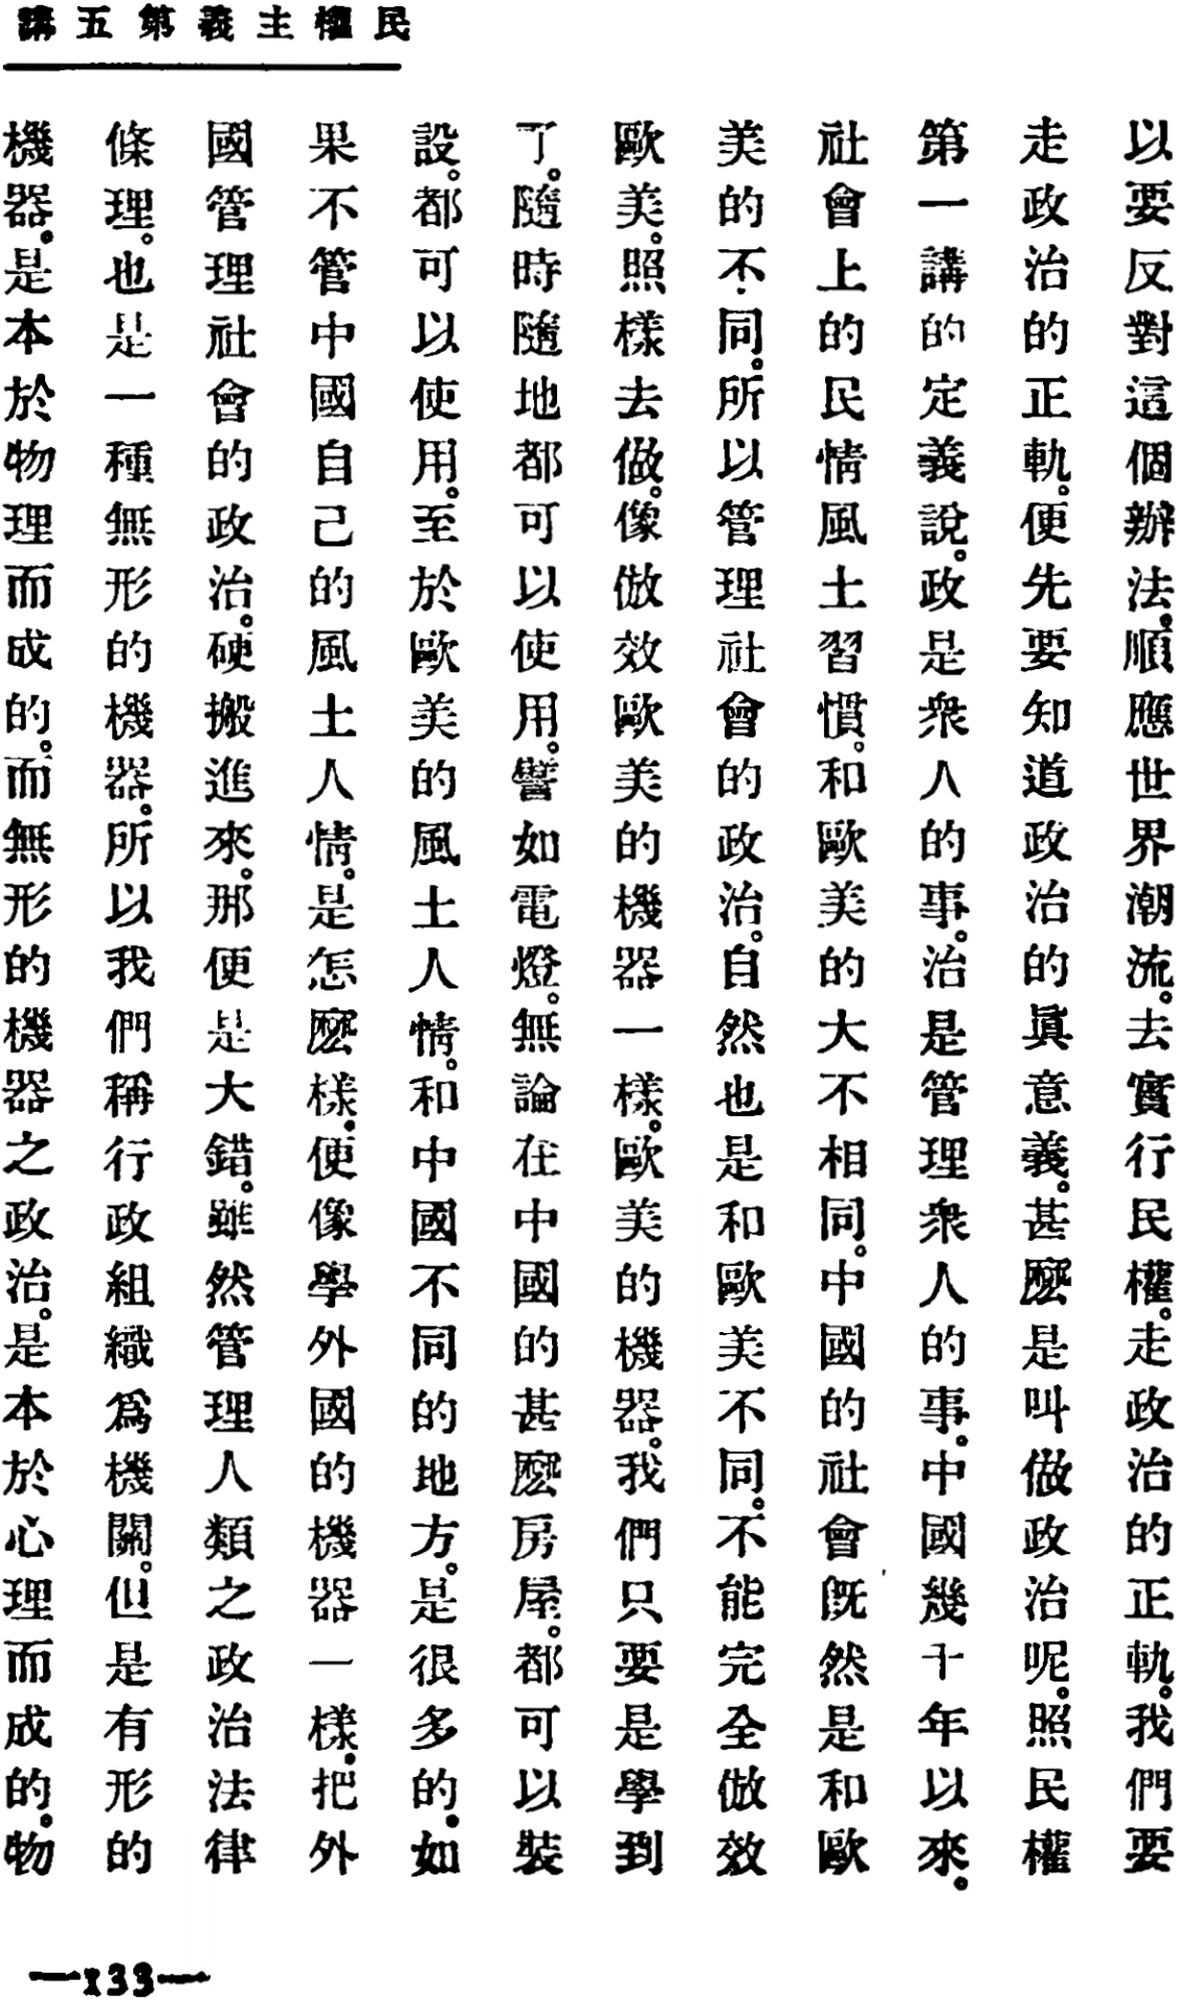 民權主義第五講
以要反對這個辦法。順應世界潮流。去實行民權。走政治的正軌。我們要
走政治的正軌。便先要知道政治的眞意義。甚麼是叫做政治呢。照民權
第一講的定義說。政是衆人的事。治是管理衆人的事。中國幾十年以來。
社會上的民情風土習慣。和歐美的大不相同。中國的社會旣然是和歐
美的不同。所以管理社會的政治。自然也是和歐美不同。不能完全倣效
歐美。照樣去做。像倣效歐美的機器一樣。歐美的機器。我們只要是學到
了。隨時隨地都可以使用。譬如電燈。無論在中國的甚麼房屋。都可以裝
設。都可以使用。至於歐美的風土人情。和中國不同的地方。是很多的。如
果不管中國自己的風土人情。是怎麼樣。便像學外國的機器一樣。把外
國管理社會的政治。硬搬進來。那便是大錯。雖然管理人類之政治法律
條理。也是一種無形的機器。所以我們稱行政組織爲機關。但是有形的
機器。是本於物理而成的。而無形的機器之政治。是本於心理而成的。物
—133—